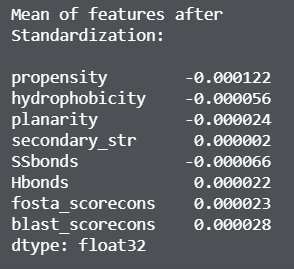 Mean of features after
Standardization:
propensity -0.000122
hydrophobicity -0.000056
planarity -0.000024
secondary_str 0.000002
SSbonds -0.000066
Hbonds 0.000022
fosta_scorecons 0.000023
blast_scorecons 0.000028
dtype: float32